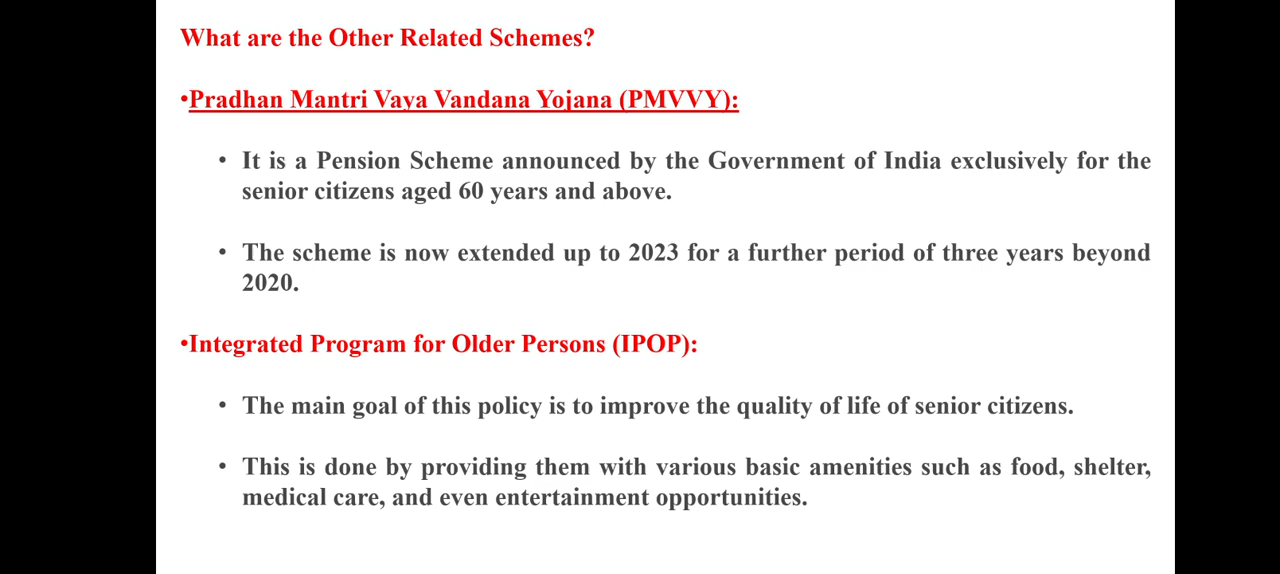 What are the Other Related Schemes?
•Pradhan Mantri Vaya Vandana Yojana (PMVVY):
• It is a Pension Scheme announced by the Government of India exclusively for the
senior citizens aged 60 years and above.
• The scheme is now extended up to 2023 for a further period of three years beyond
2020.
•Integrated Program for Older Persons (IPOP):
• The main goal of this policy is to improve the quality of life of senior citizens.
• This is done by providing them with various basic amenities such as food, shelter,
medical care, and even entertainment opportunities.